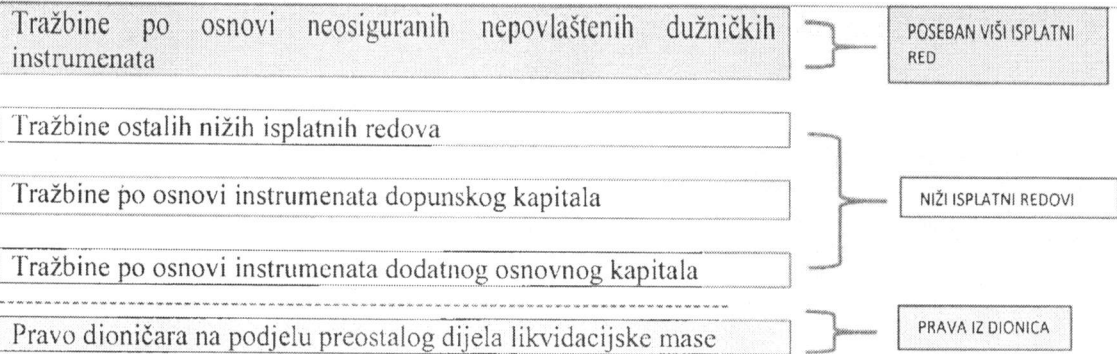 Tražbine po osnovi neosiguranih nepovlaštenih dužničkih
instrumenata
POSEBAN VIŠI ISPLATNI
RED
Tražbine ostalih nižih isplatnih redova
Tražbine po osnovi instrumenata dopunskog kapitala
Tražbine po osnovi instrumenata dodatnog osnovnog kapitala
NIŽI ISPLATNI REDOVI
Pravo dioničara na podjelu preostalog dijela likvidacijske mase
PRAVA IZ DIONICA